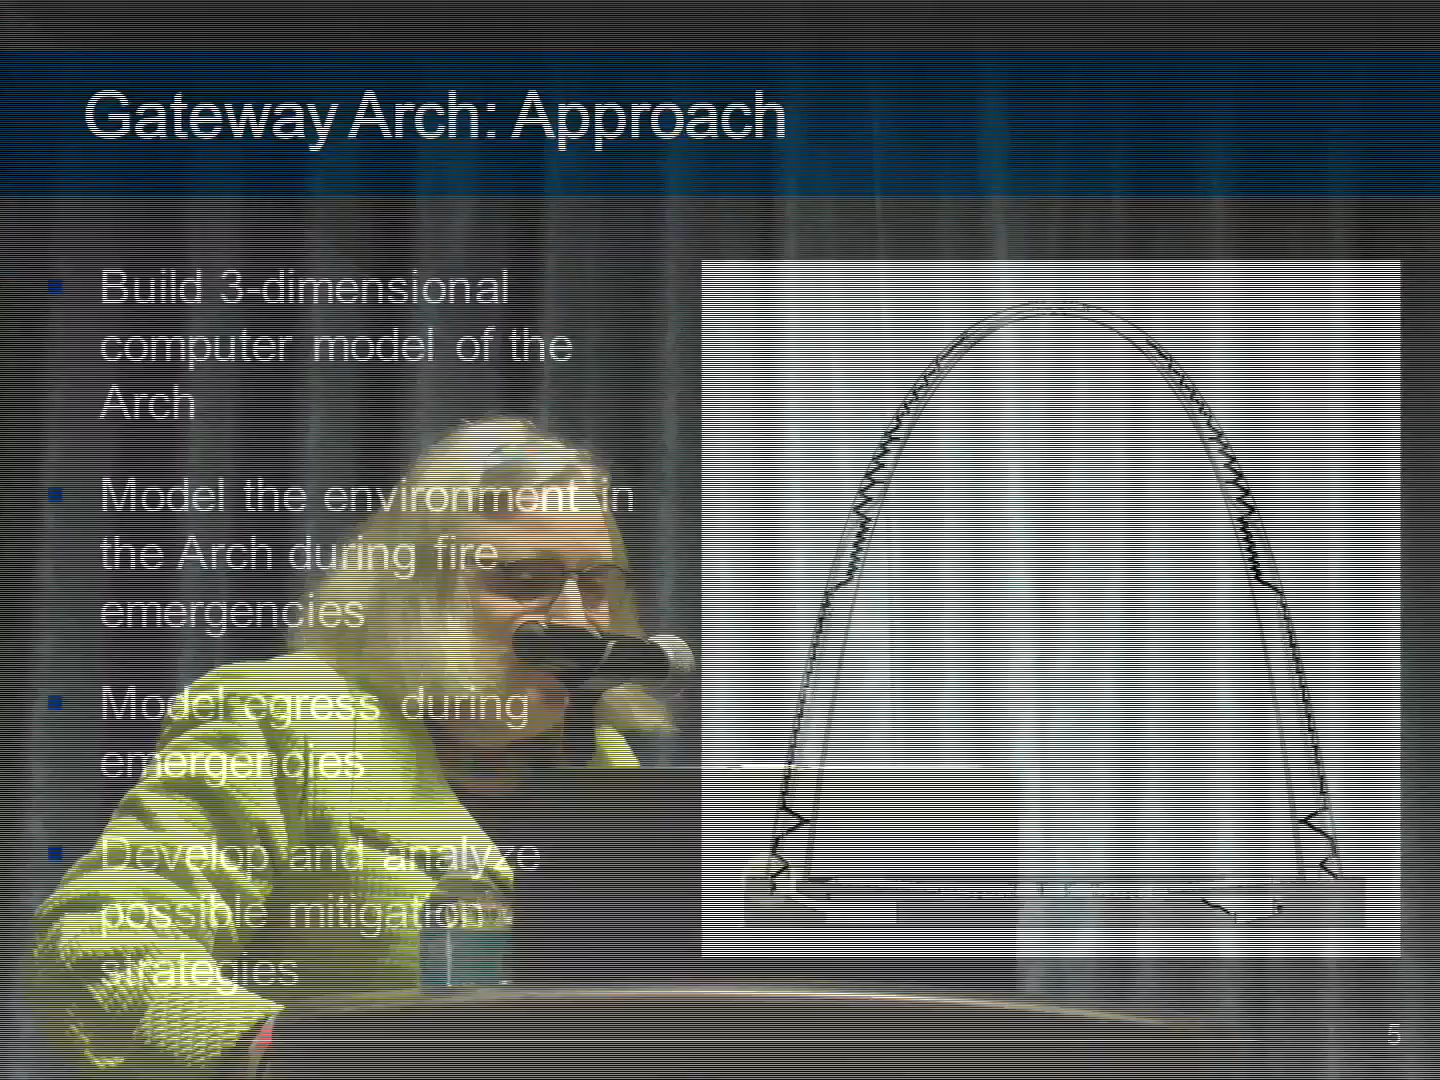 Gateway Arch: Approach
Build 3-dimensional
computer model of the
Arch
Model the environment in
the Arch during fire
emergencies
Model egress during
emergencies
Develop and analyze
possible mitigation
strategies
5